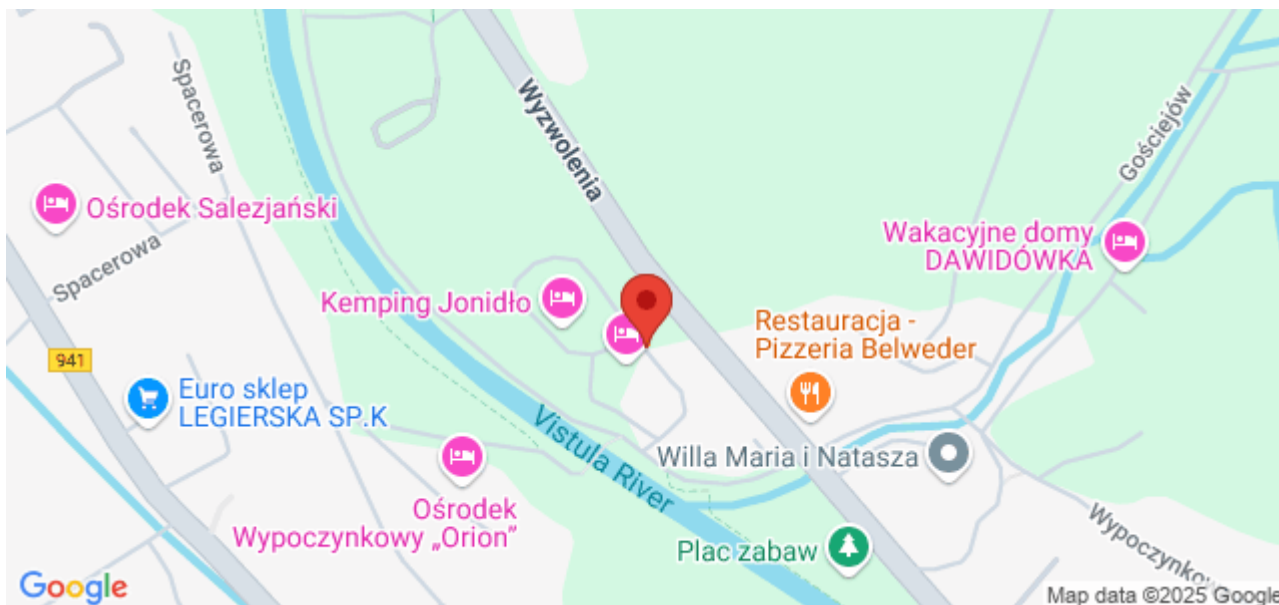 Spacerowa
Wyzwolenia
Gościejów
Ośrodek Salezjański
Spacerowa
Wakacyjne domy
DAWIDÓWKA
Kemping Jonidło
Restauracja -
Pizzeria Belweder
941
Euro sklep
LEGIERSKA SP.K
Vistula River
Willa Maria i Natasza
Ośrodek
Wypoczynkowy „Orion”
Wypoczynkow
Plac zabaw
Google
Map data ©2025 Google